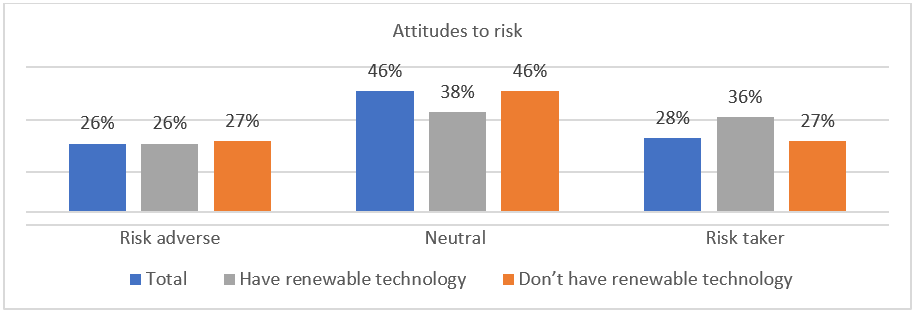 Attitudes to risk
26% 26% 27%
46% 38% 46%
28% 36% 27%
Risk adverse Neutral Risk taker
Total Have renewable technology Don’t have renewable technology